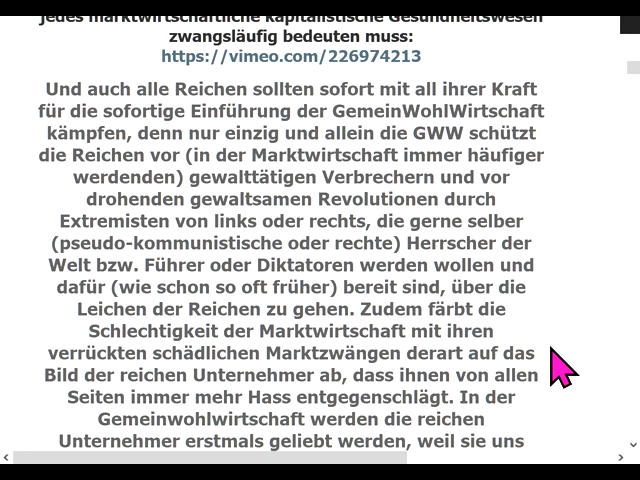 jedes marktwirtschaftliche kapitalistische Gesundheitswesen
zwangsläufig bedeuten muss:
https://vimeo.com/226974213
Und auch alle Reichen sollten sofort mit all ihrer Kraft
für die sofortige Einführung der GemeinWohlWirtschaft
kämpfen, denn nur einzig und allein die GWW schützt
die Reichen vor (in der Marktwirtschaft immer häufiger
werdenden) gewalttätigen Verbrechern und vor
drohenden gewaltsamen Revolutionen durch
Extremisten von links oder rechts, die gerne selber
(pseudo-kommunistische oder rechte) Herrscher der
Welt bzw. Führer oder Diktatoren werden wollen und
dafür (wie schon so oft früher) bereit sind, über die
Leichen der Reichen zu gehen. Zudem färbt die
Schlechtigkeit der Marktwirtschaft mit ihren
verrückten schädlichen Marktzwängen derart auf das
Bild der reichen Unternehmer ab, dass ihnen von allen
Seiten immer mehr Hass entgegenschlägt. In der
Gemeinwohlwirtschaft werden die reichen
Unternehmer erstmals geliebt werden, weil sie uns